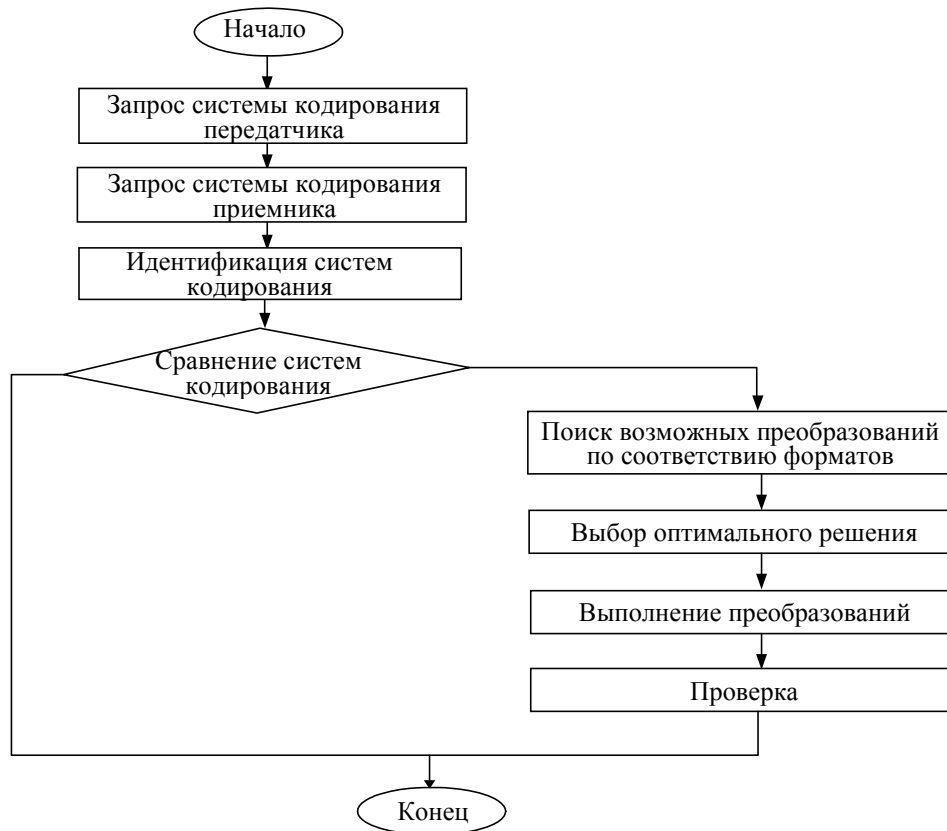 Начало
Запрос системы кодирования
передатчика
Запрос системы кодирования
приемника
Идентификация систем
кодирования
Сравнение систем
кодирования
Поиск возможных преобразований
по соответствию форматов
Выбор оптимального решения
Выполнение преобразований
Проверка
Конец